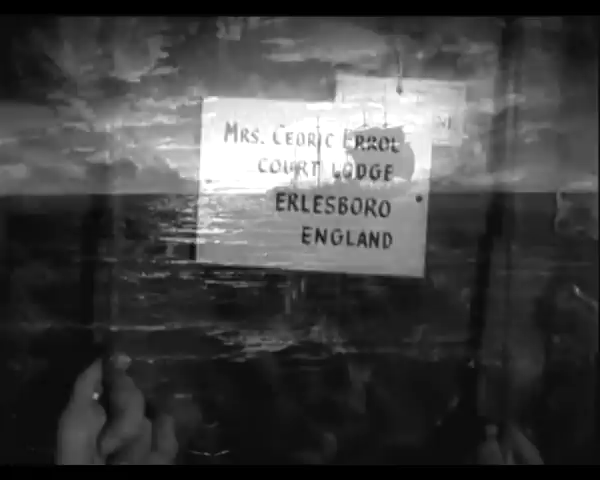 MRS. CEDRIC ERROL
COURT LODGE
ERLESBORO
ENGLAND